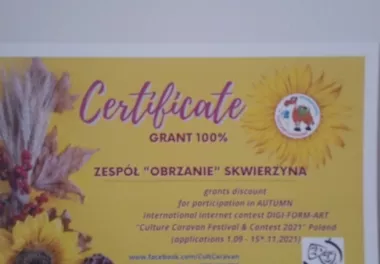 Certificate
GRANT 100%
ZESPÓŁ "OBRZANIE" SKWIERZYNA
grants discount
for participation in AUTUMN
International internet contest DIGI-FORM-ART
"Culture Caravan Festival & Contest 2021" Poland
(applications 1.09 - 15*.11.2021)
www.facebook.com/CultCaravan